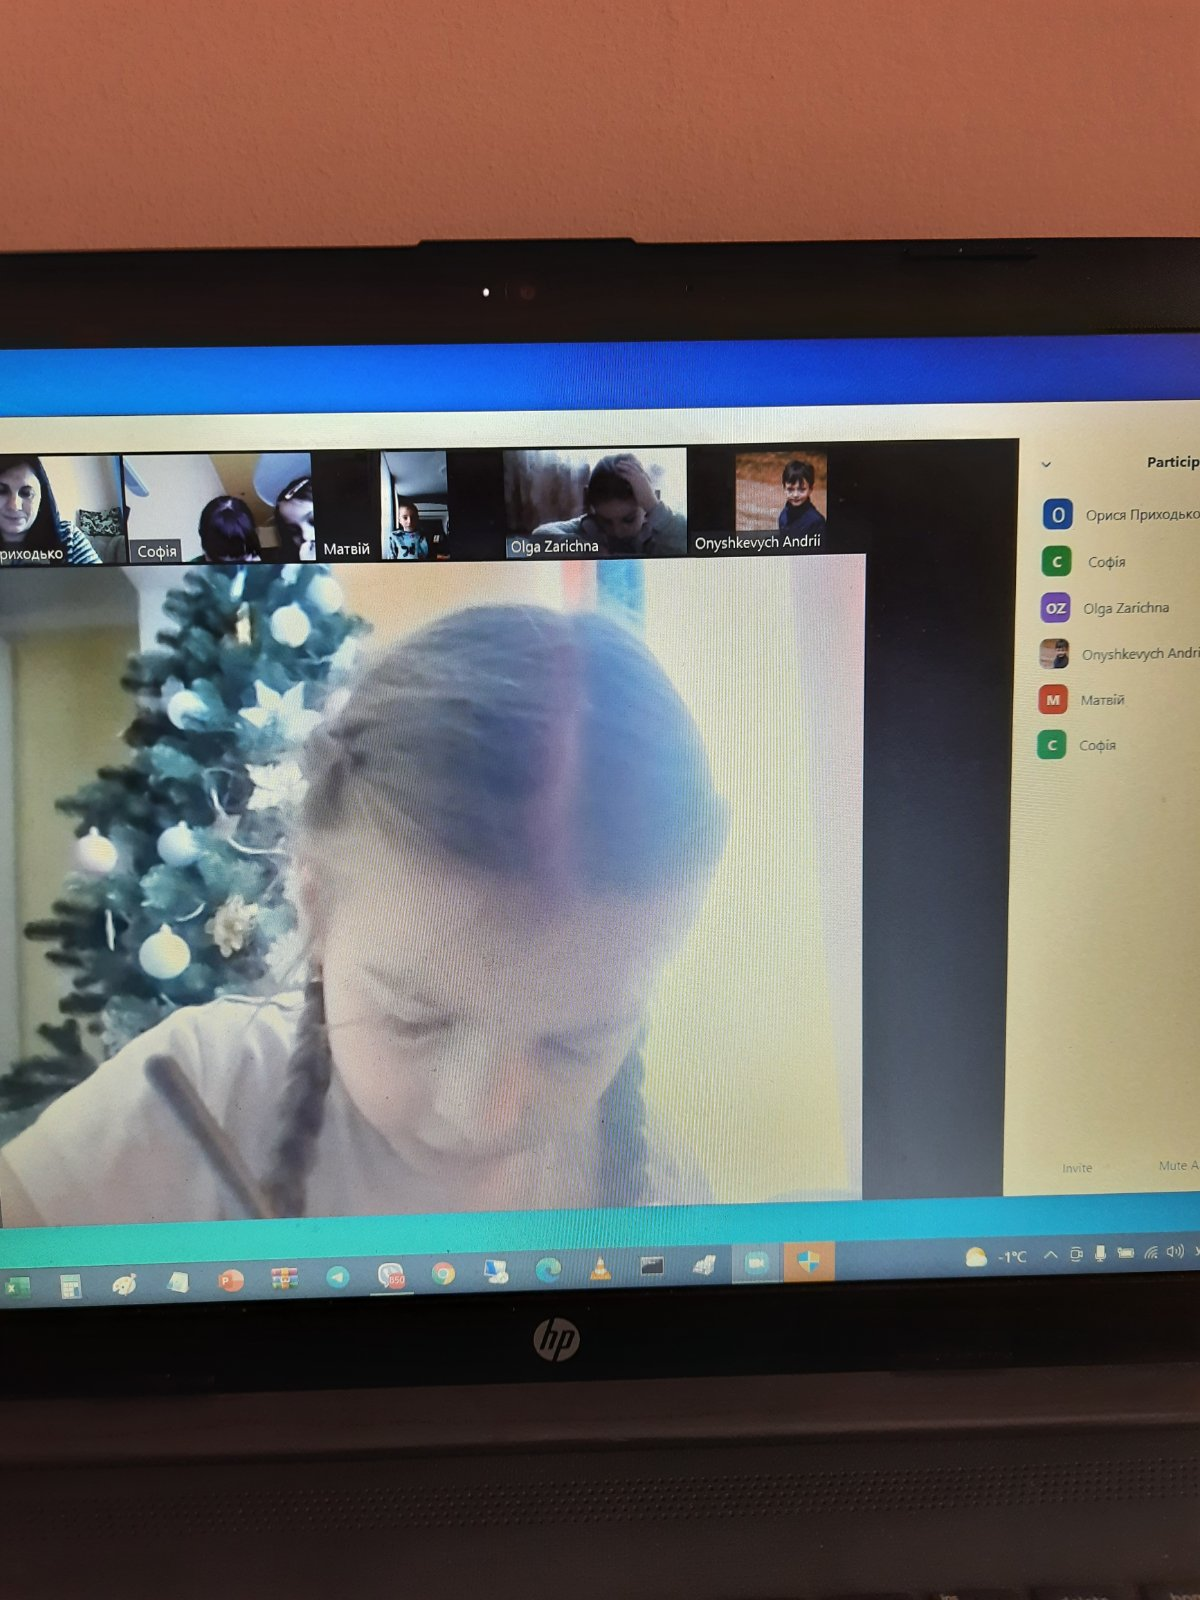 риходько
Софія
Матвій
Olga Zarichna
Onyshkevych Andrii
Particip
О Орися Приходько
С Софія
OZ Olga Zarichna
Onyshkevych Andri
М Матвій
С Софія
Invite
Mute A
850
-1°C
hp